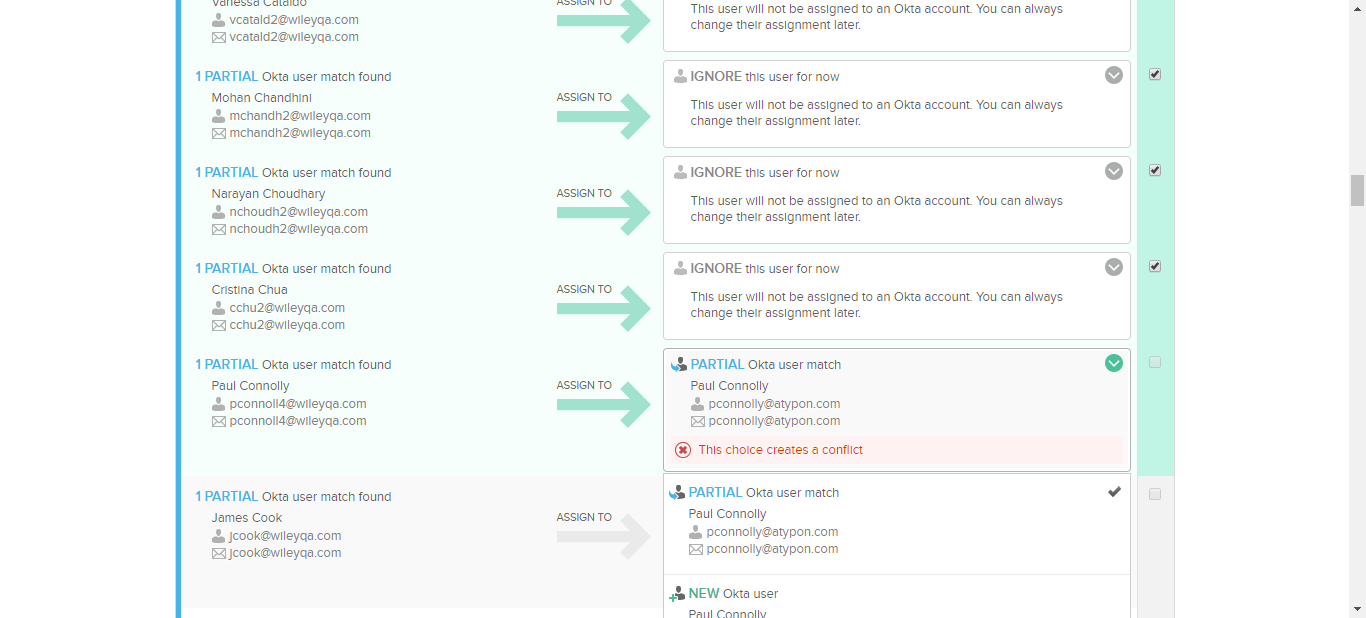 Vanessa Cataldo
vcatald2@wileyqa.com
vcatald2@wileyqa.com
ASSIGN TO
This user will not be assigned to an Okta account. You can always
change their assignment later.
1 PARTIAL Okta user match found
Mohan Chandhini
mchandh2@wileyqa.com
mchandh2@wileyqa.com
ASSIGN TO
IGNORE this user for now
This user will not be assigned to an Okta account. You can always
change their assignment later.
1 PARTIAL Okta user match found
Narayan Choudhary
nchoudh2@wileyqa.com
nchoudh2@wileyqa.com
ASSIGN TO
IGNORE this user for now
This user will not be assigned to an Okta account. You can always
change their assignment later.
1 PARTIAL Okta user match found
Cristina Chua
cchu2@wileyqa.com
cchu2@wileyqa.com
ASSIGN TO
IGNORE this user for now
This user will not be assigned to an Okta account. You can always
change their assignment later.
1 PARTIAL Okta user match found
Paul Connolly
pconnoll4@wileyqa.com
pconnoll4@wileyqa.com
ASSIGN TO
PARTIAL Okta user match
Paul Connolly
pconnolly@atypon.com
pconnolly@atypon.com
This choice creates a conflict
1 PARTIAL Okta user match found
James Cook
jcook@wileyqa.com
jcook@wileyqa.com
ASSIGN TO
PARTIAL Okta user match
Paul Connolly
pconnolly@atypon.com
pconnolly@atypon.com
NEW Okta user
Paul Connolly